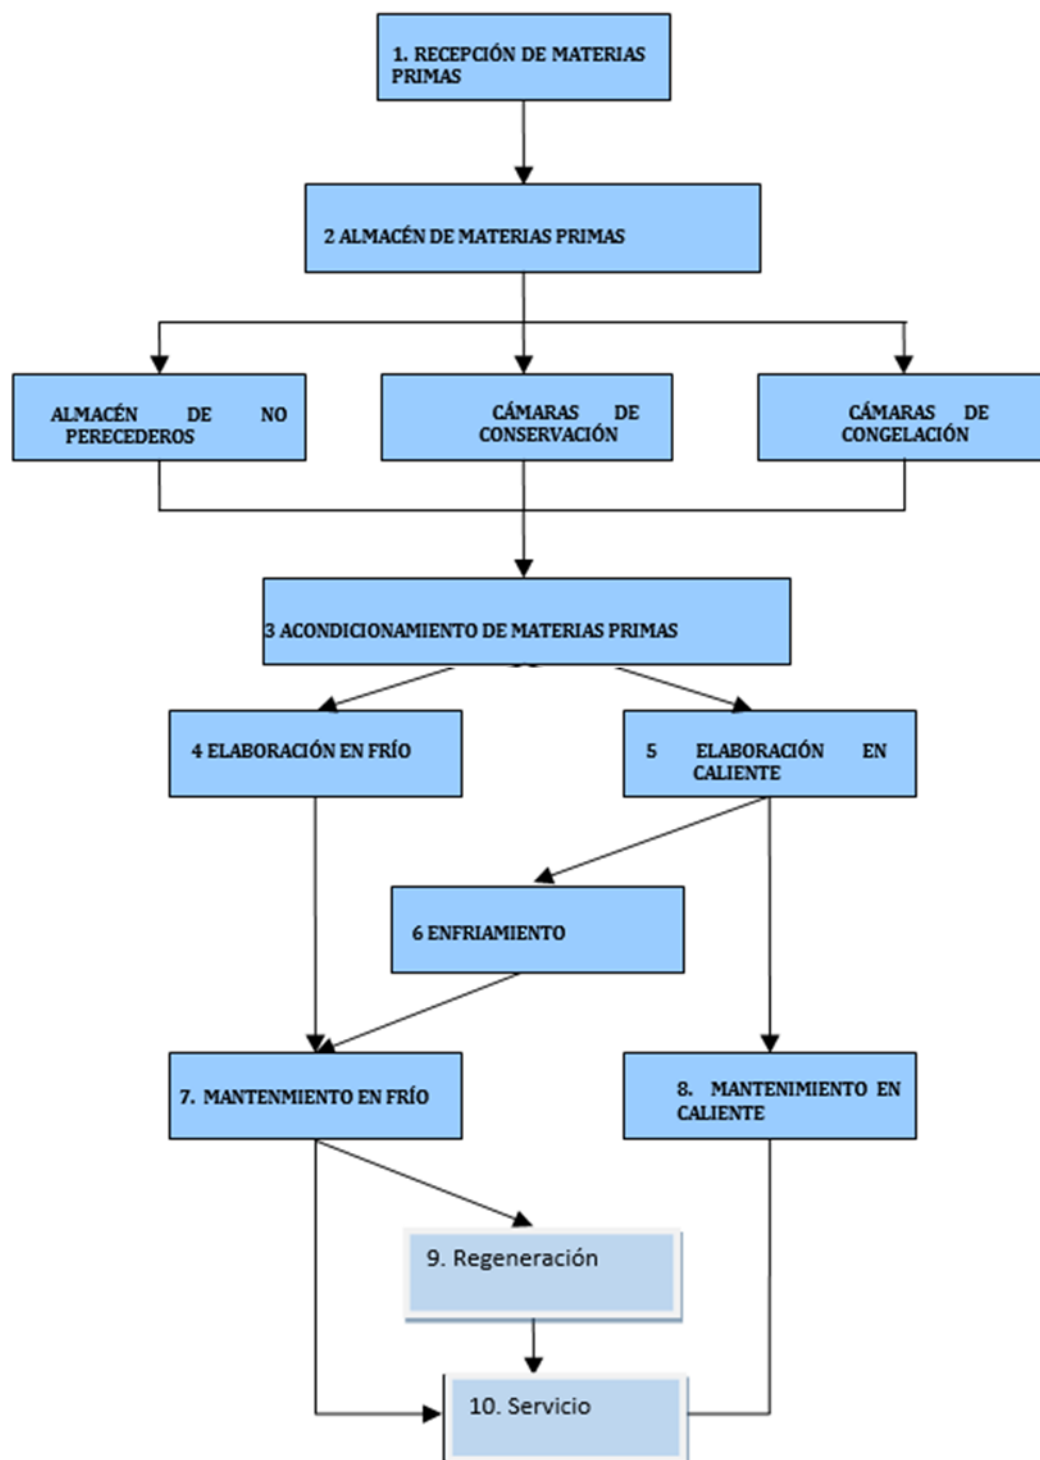 1. RECEPCIÓN DE MATERIAS
PRIMAS
2 ALMACÉN DE MATERIAS PRIMAS
ALMACÉN DE NO
PERECEDEROS
CÁMARAS DE
CONSERVACIÓN
CÁMARAS DE
CONGELACIÓN
3 ACONDICIONAMIENTO DE MATERIAS PRIMAS
4 ELABORACIÓN EN FRÍO
5 ELABORACIÓN EN
CALIENTE
6 ENFRIAMIENTO
7. MANTENMIENTO EN FRÍO
8. MANTENIMIENTO EN
CALIENTE
9. Regeneración
10. Servicio